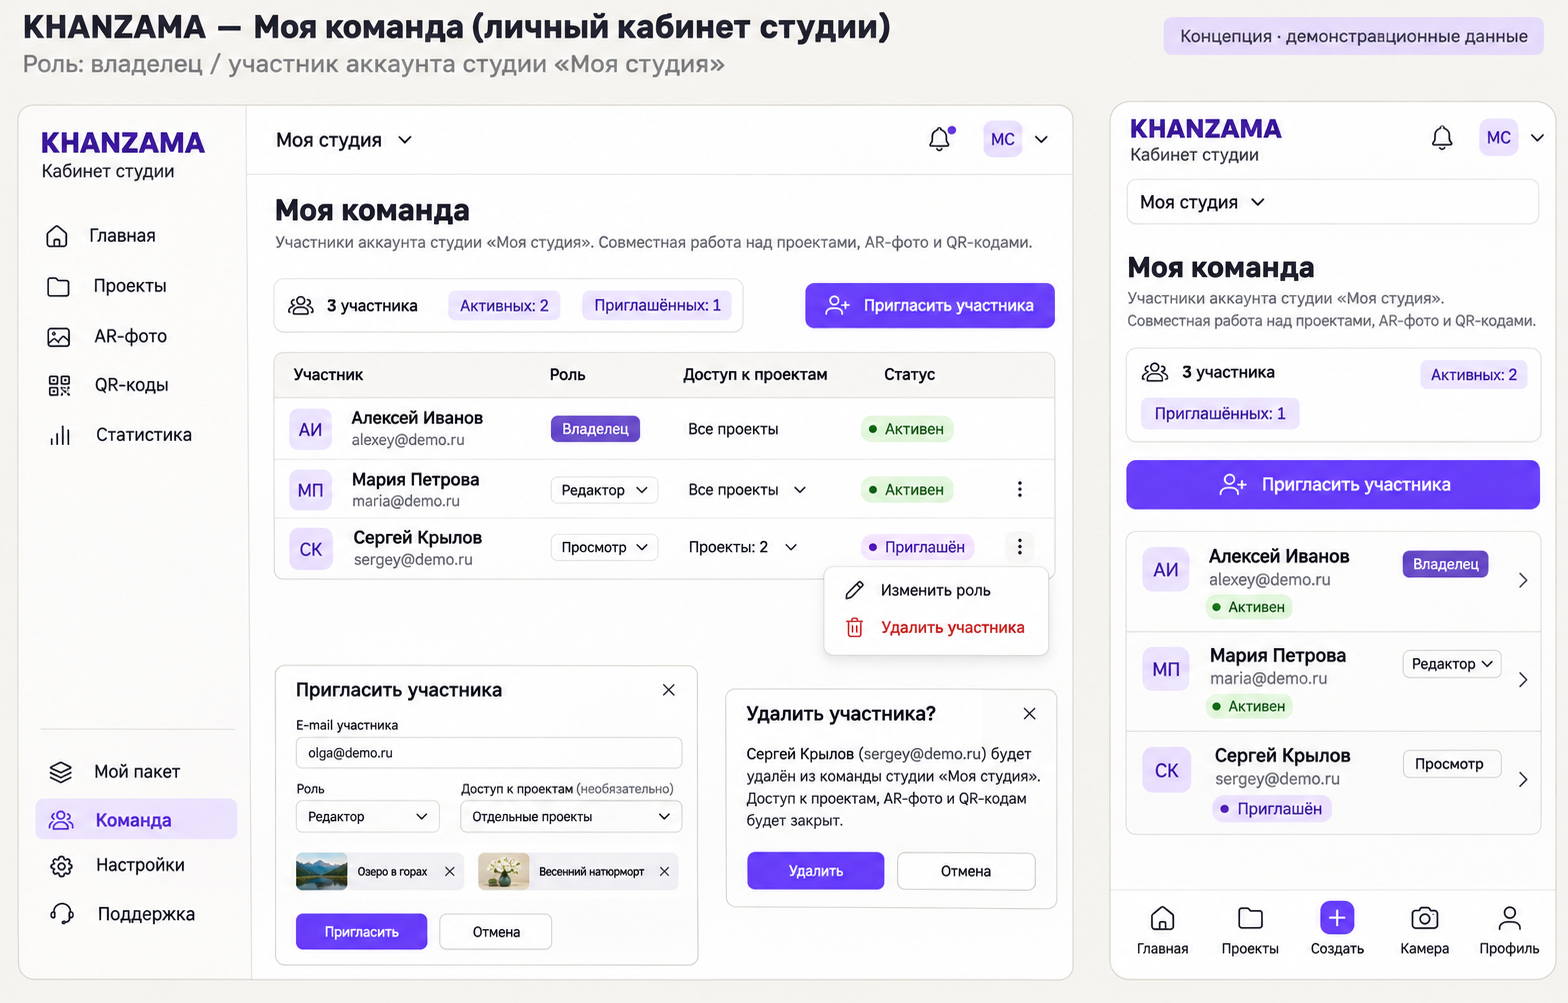 KHANZAMA — Моя команда (личный кабинет студии)
Роль: владелец / участник аккаунта студии «Моя студия»
Концепция · демонстрационные данные
KHANZAMA
Кабинет студии
Главная
Проекты
AR-фото
QR-коды
Статистика
Мой пакет
Команда
Настройки
Поддержка
Моя студия
МС
Моя команда
Участники аккаунта студии «Моя студия». Совместная работа над проектами, AR-фото и QR-кодами.
3 участника Активных: 2 Приглашённых: 1
Пригласить участника
Участник Роль Доступ к проектам Статус
АИ Алексей Иванов Владелец Все проекты Активен
alexey@demo.ru
МП Мария Петрова Редактор Все проекты Активен
maria@demo.ru
СК Сергей Крылов Просмотр Проекты: 2 Приглашён
sergey@demo.ru
Изменить роль
Удалить участника
Пригласить участника
E-mail участника
olga@demo.ru
Роль Доступ к проектам (необязательно)
Редактор Отдельные проекты
Озеро в горах Весенний натюрморт
Пригласить Отмена
Удалить участника?
Сергей Крылов (sergey@demo.ru) будет
удалён из команды студии «Моя студия».
Доступ к проектам, AR-фото и QR-кодам
будет закрыт.
Удалить Отмена
KHANZAMA
Кабинет студии
МС
Моя студия
Моя команда
Участники аккаунта студии «Моя студия».
Совместная работа над проектами, AR-фото и QR-кодами.
3 участника Активных: 2
Приглашённых: 1
Пригласить участника
АИ Алексей Иванов Владелец
alexey@demo.ru
Активен
МП Мария Петрова Редактор
maria@demo.ru
Активен
СК Сергей Крылов Просмотр
sergey@demo.ru
Приглашён
Главная Проекты Создать Камера Профиль